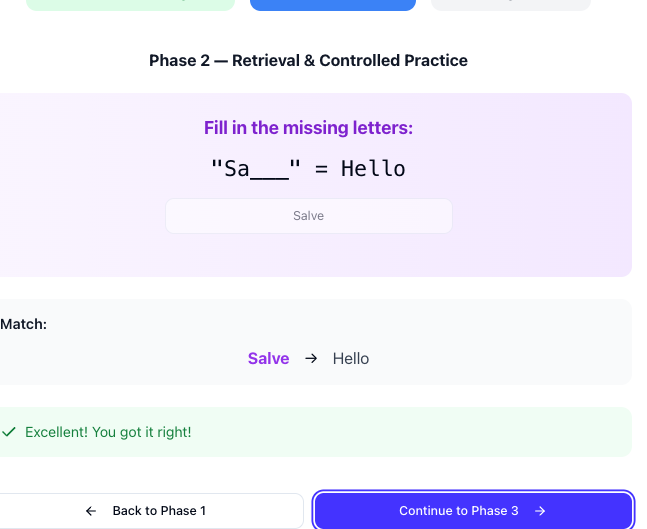 Phase 2 — Retrieval & Controlled Practice
Fill in the missing letters:
"Sa___" = Hello
Salve
Match:
Salve → Hello
✓ Excellent! You got it right!
← Back to Phase 1
Continue to Phase 3 →